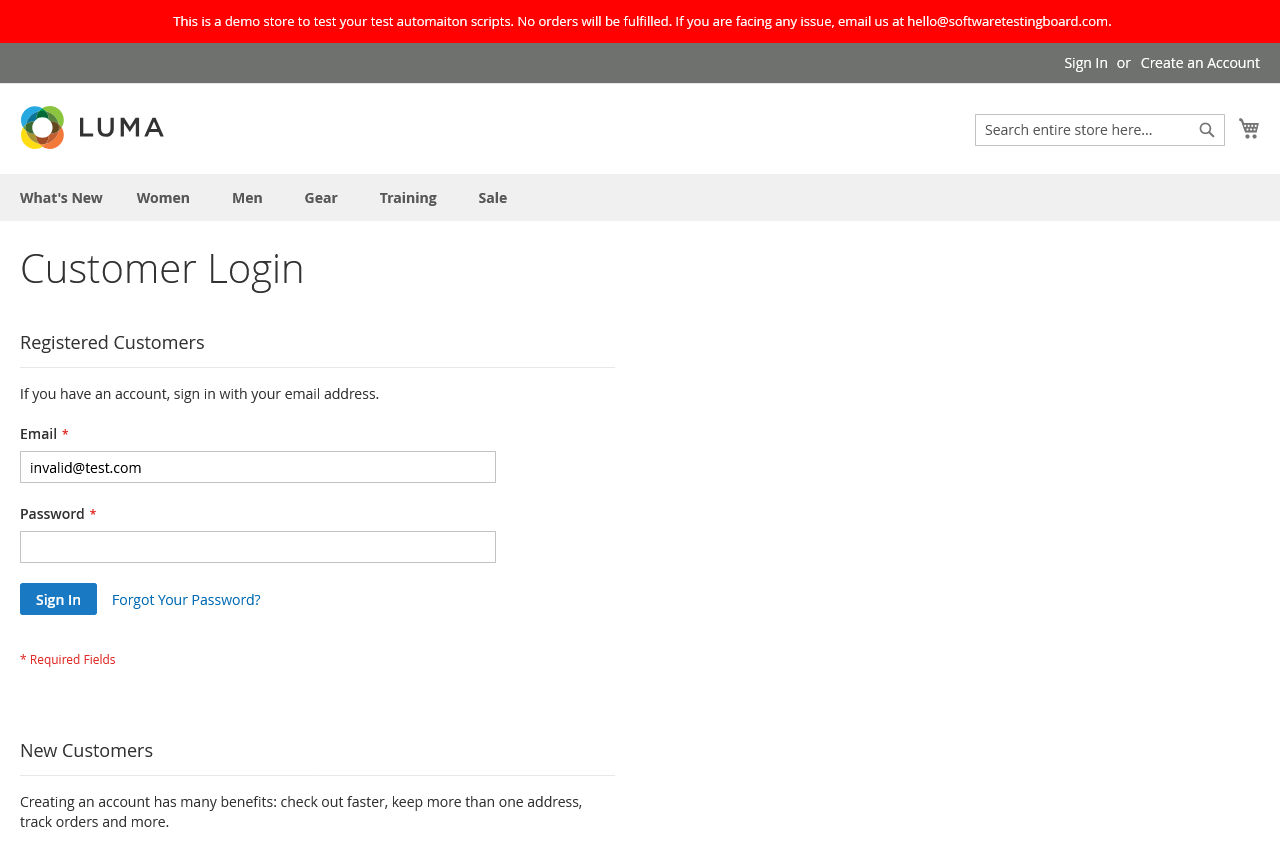 This is a demo store to test your test automaiton scripts. No orders will be fulfilled. If you are facing any issue, email us at hello@softwaretestingboard.com.
Sign In or Create an Account
LUMA
Search entire store here...
What's New Women Men Gear Training Sale
Customer Login
Registered Customers
If you have an account, sign in with your email address.
Email *
invalid@test.com
Password *
Sign In Forgot Your Password?
* Required Fields
New Customers
Creating an account has many benefits: check out faster, keep more than one address,
track orders and more.